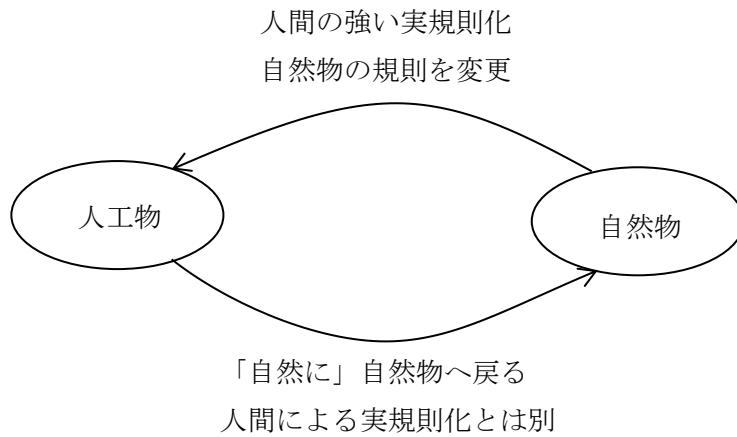 人間の強い実規則化
自然物の規則を変更
人工物
自然物
「自然に」自然物へ戻る
人間による実規則化とは別